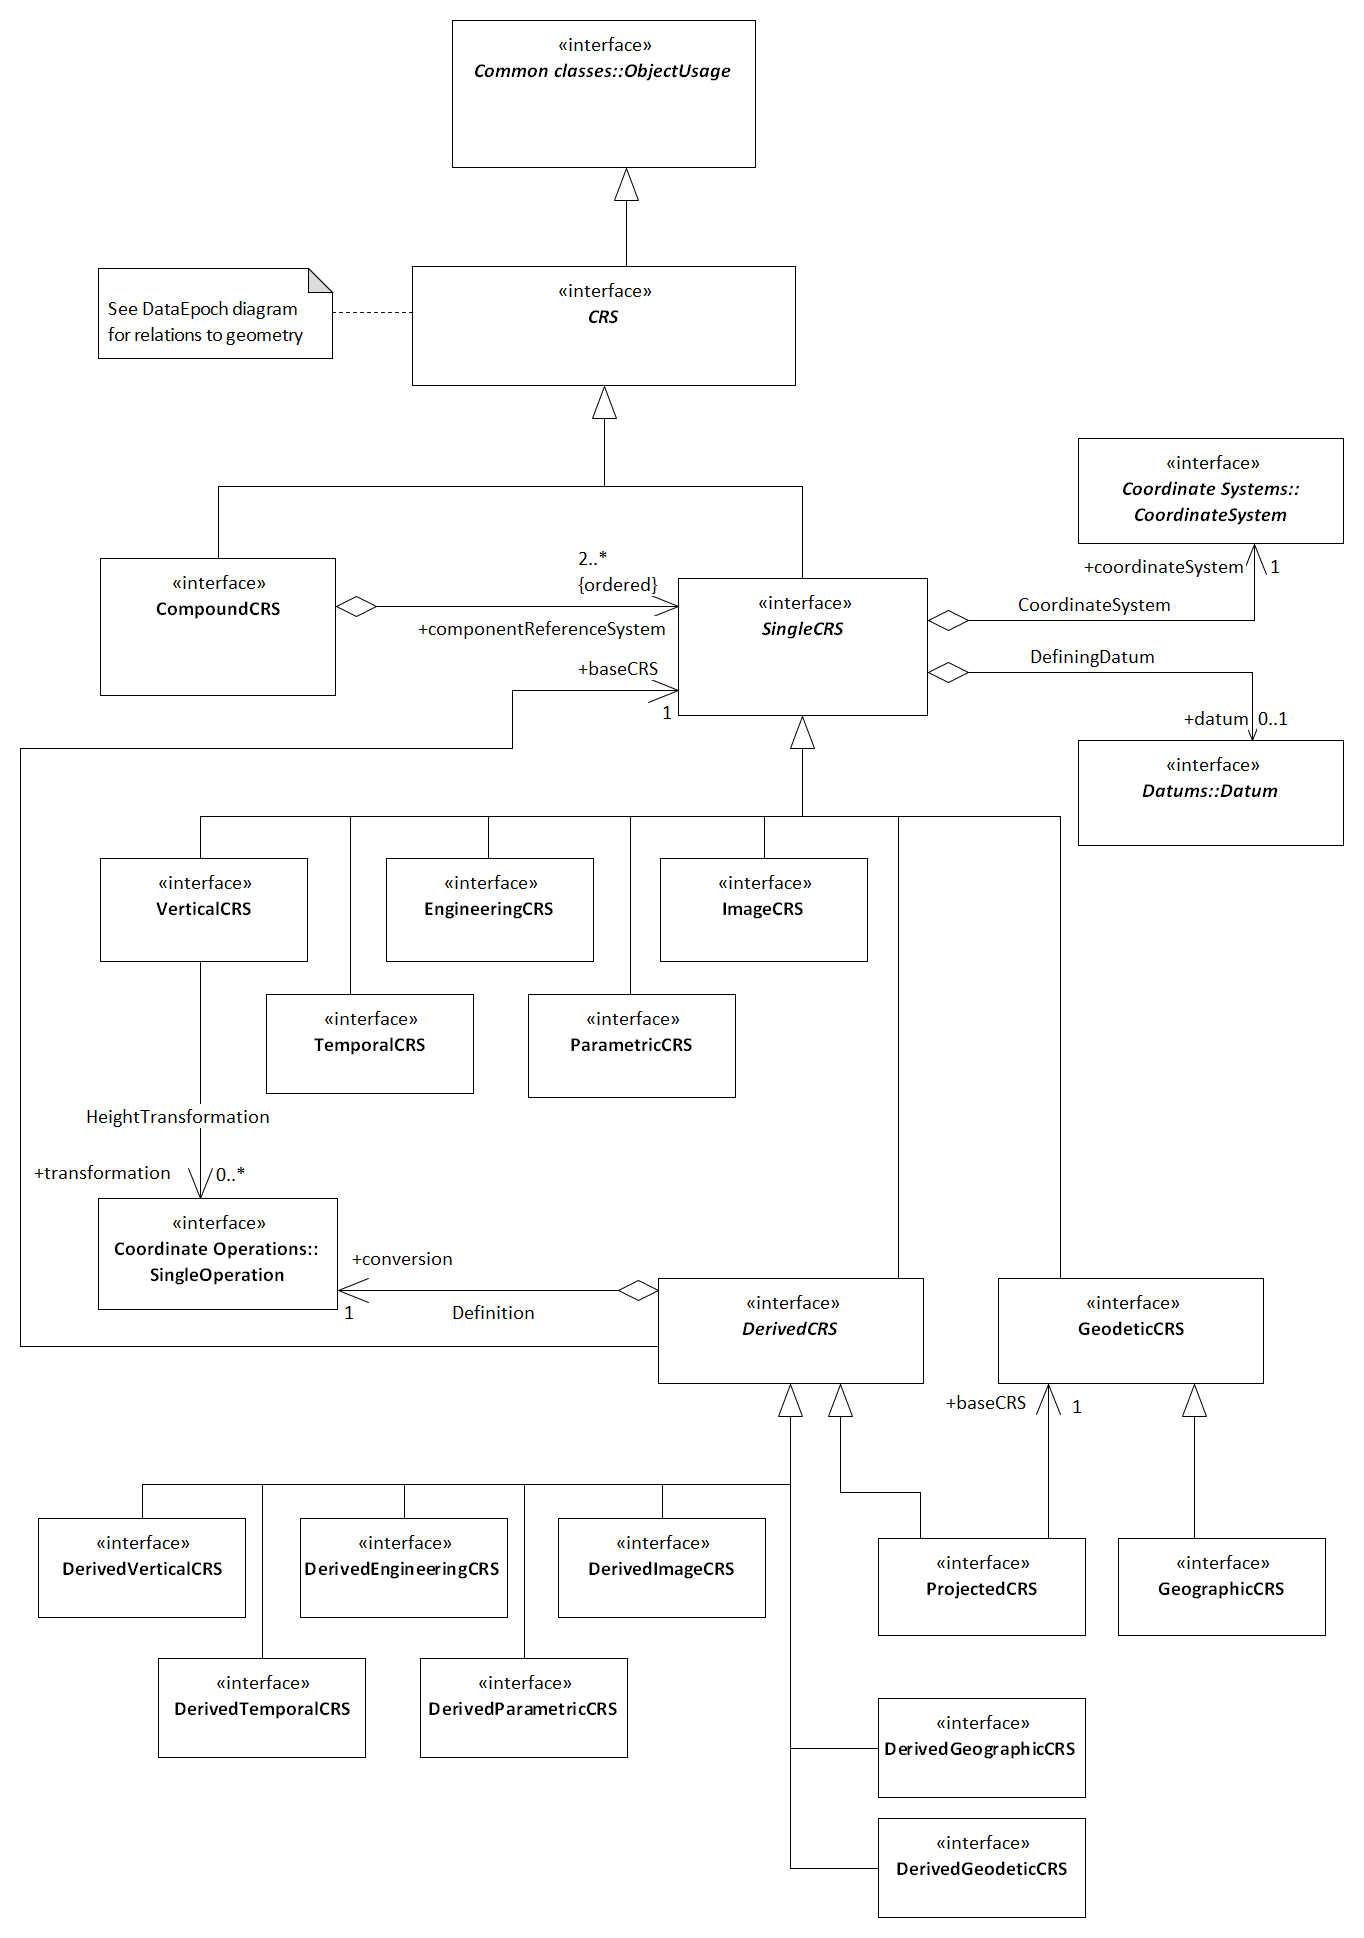 «interface»
Common classes::ObjectUsage
See DataEpoch diagram
for relations to geometry
«interface»
CRS
«interface»
Coordinate Systems::
CoordinateSystem
«interface»
CompoundCRS
2..*
{ordered}
+componentReferenceSystem
+baseCRS
1
«interface»
SingleCRS
+coordinateSystem
1
CoordinateSystem
DefiningDatum
+datum
0..1
«interface»
Datums::Datum
«interface»
VerticalCRS
«interface»
EngineeringCRS
«interface»
ImageCRS
«interface»
TemporalCRS
«interface»
ParametricCRS
HeightTransformation
+transformation
0..*
«interface»
Coordinate Operations::
SingleOperation
+conversion
1
Definition
«interface»
DerivedCRS
«interface»
GeodeticCRS
+baseCRS
1
«interface»
DerivedVerticalCRS
«interface»
DerivedEngineeringCRS
«interface»
DerivedImageCRS
«interface»
ProjectedCRS
«interface»
GeographicCRS
«interface»
DerivedTemporalCRS
«interface»
DerivedParametricCRS
«interface»
DerivedGeographicCRS
«interface»
DerivedGeodeticCRS